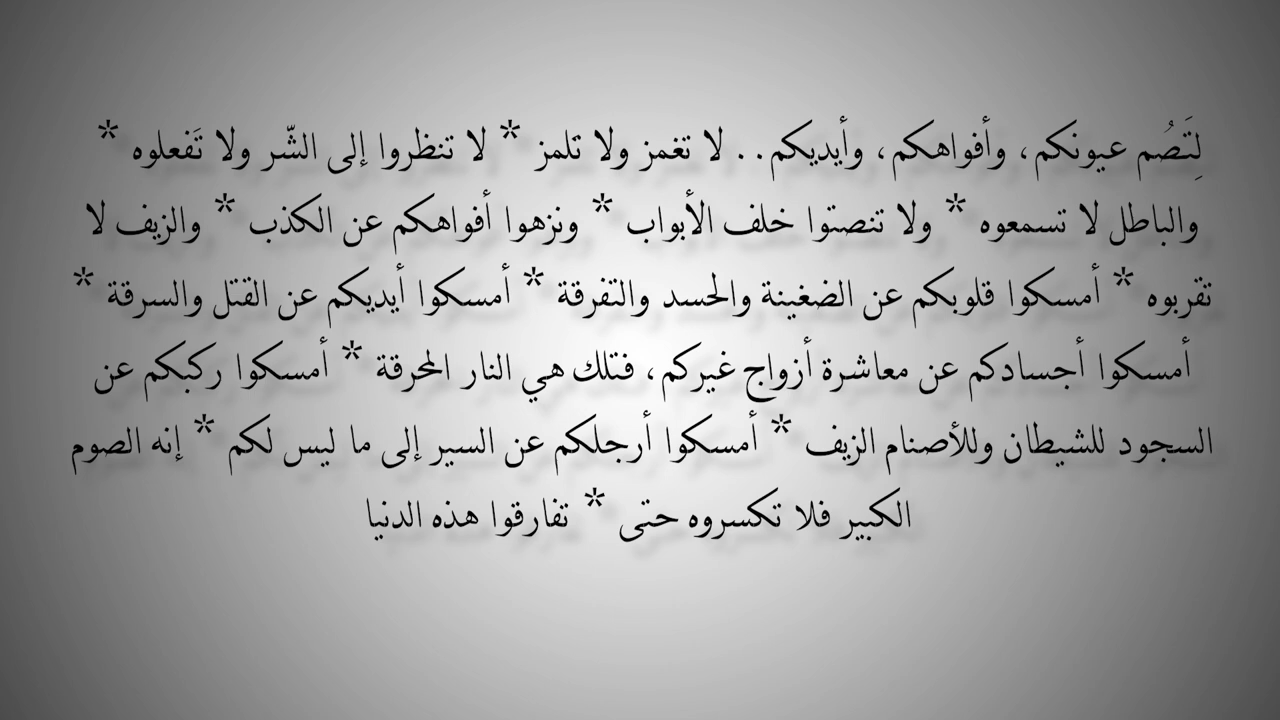 لِتَصُم عيونكم، وأفواهكم، وأيديكم.. لا تغمز ولا تلمز * لا تنظروا إلى الشّر ولا تَفعلوه *
والباطل لا تسمعوه * ولا تنصتوا خلف الأبواب * ونزهوا أفواهكم عن الكذب * والزيف لا
تقربوه * أمسكوا قلوبكم عن الضغينة والحسد والتفرقة * أمسكوا أيديكم عن القتل والسرقة *
أمسكوا أجسادكم عن معاشرة أزواج غيركم، فتلك هي النار المحرقة * أمسكوا ركبكم عن
السجود للشيطان وللأصنام الزيف * أمسكوا أرجلكم عن السير إلى ما ليس لكم * إنه الصوم
الكبير فلا تكسروه حتى * تفارقوا هذه الدنيا